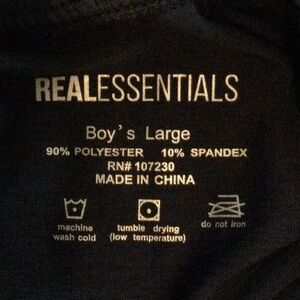 REALESSENTIALS
Boy's Large
90% POLYESTER 10% SPANDEX
RN# 107230
MADE IN CHINA
machine wash cold
tumble drying (low temperature)
do not iron